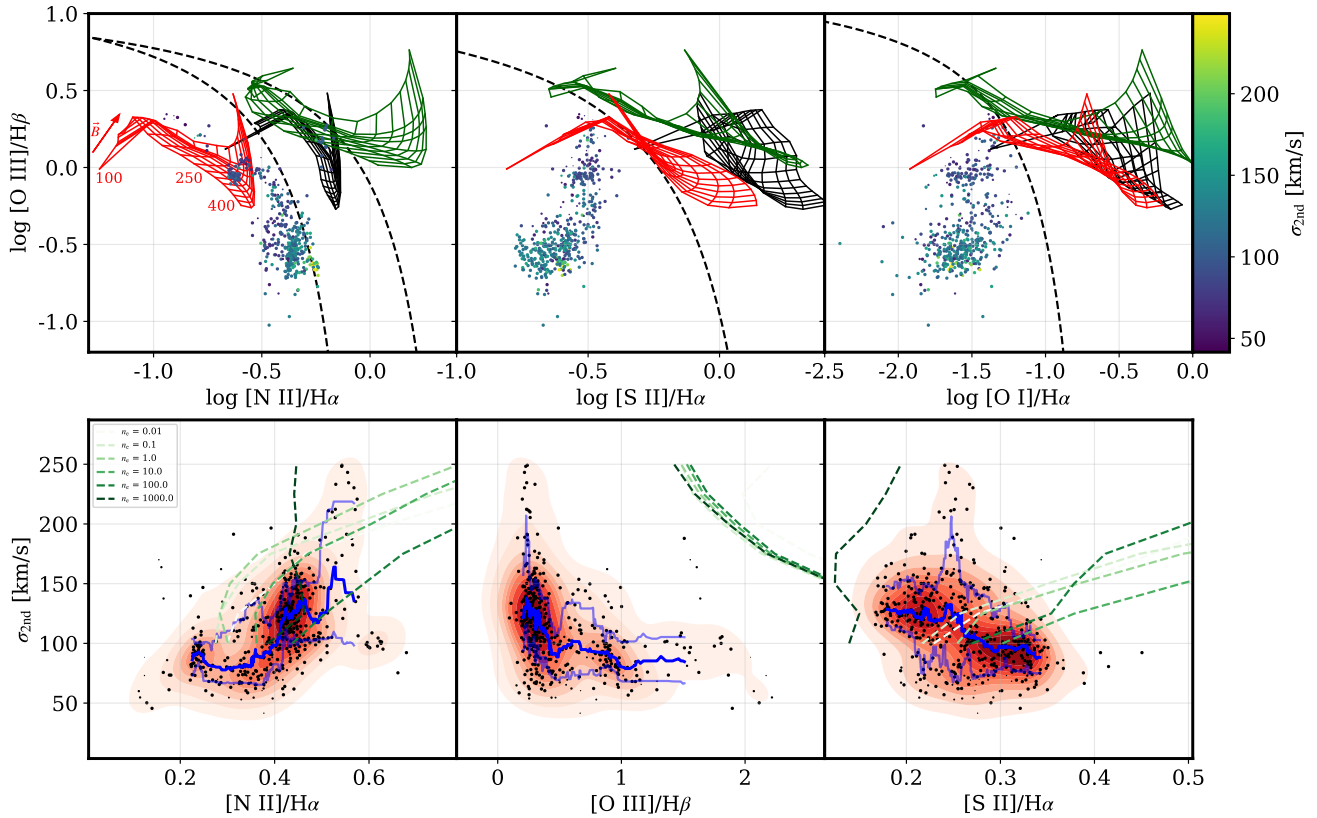 1.0
0.5
0.0
-0.5
-1.0
log [O III]/Hβ
B
100
250
400
-1.0
-0.5
0.0
-1.0
-0.5
0.0
-2.5
-2.0
-1.5
-1.0
-0.5
0.0
log [N II]/Hα
log [S II]/Hα
log [O I]/Hα
200
150
100
50
σ2nd [km/s]
nc = 0.01
nc = 0.1
nc = 1.0
nc = 10.0
nc = 100.0
nc = 1000.0
250
200
150
100
50
σ2nd [km/s]
0.2
0.4
0.6
0
1
2
0.2
0.3
0.4
0.5
[N II]/Hα
[O III]/Hβ
[S II]/Hα